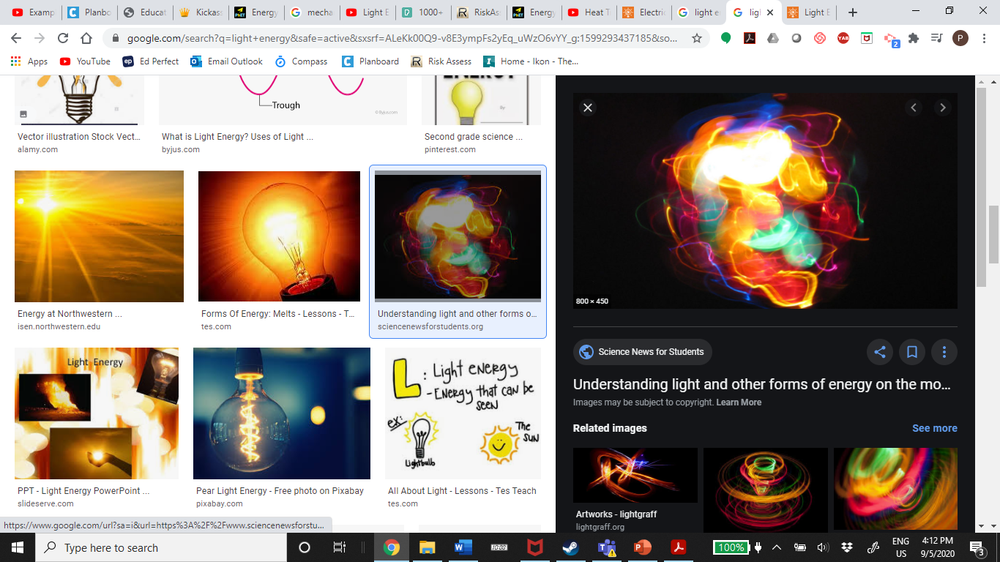 Examp
Planbo
Educat
Kickas
Energy
mecha
Light E
1000+
RiskAs
Energy
Heat T
Electri
light e
ligl
Light E
google.com/search?q=light+energy&safe=active&sxsrf=ALeKk00Q9-v8E3ympFs2yEq_uWzO6vYY_g:1599293437185&so...
Apps
YouTube
Ed Perfect
Email Outlook
Compass
Planboard
Risk Assess
Home - Ikon - The...
Trough
© Byjus.com
Vector illustration Stock Vect...
alamy.com
What is Light Energy? Uses of Light ...
byjus.com
Second grade science ...
pinterest.com
Energy at Northwestern ...
isen.northwestern.edu
Forms Of Energy: Melts - Lessons - T...
tes.com
Understanding light and other forms o...
sciencenewsforstudents.org
Light Energy
L: Light energy
- Energy that can be
seen
ex:
Lightbulb
The
Sun
PPT - Light Energy PowerPoint ...
slideserve.com
Pear Light Energy - Free photo on Pixabay
pixabay.com
All About Light - Lessons - Tes Teach
tes.com
https://www.google.com/url?sa=i&url=https%3A%2F%2Fwww.sciencenewsforstu...
800 × 450
Science News for Students
Understanding light and other forms of energy on the mo...
Images may be subject to copyright. Learn More
Related images
See more
Artworks - lightgraff
lightgraff.org
Type here to search
100%
ENG
US
4:12 PM
9/5/2020
3